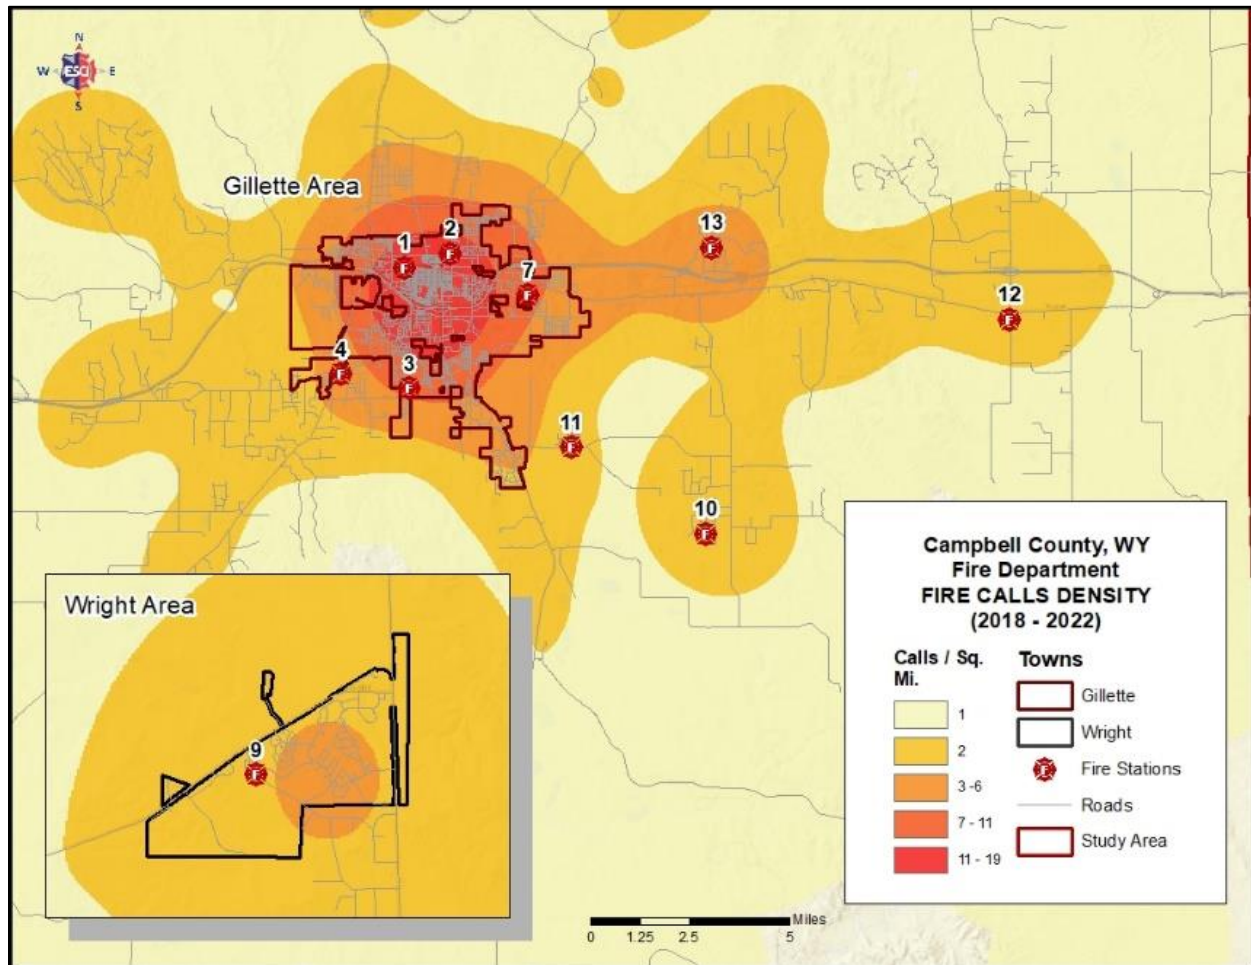 N
W ESCI E
S
Gillette Area
1
2
13
7
12
4
3
11
10
Wright Area
9
Campbell County, WY
Fire Department
FIRE CALLS DENSITY
(2018 - 2022)
Calls / Sq.
Mi.
1
2
3 -6
7 - 11
11 - 19
Towns
Gillette
Wright
Fire Stations
Roads
Study Area
Miles
0 1.25 2.5 5